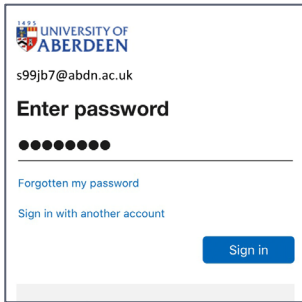 1495
UNIVERSITY OF
ABERDEEN
s99jb7@abdn.ac.uk
Enter password
●●●●●●●●
Forgotten my password
Sign in with another account
Sign in